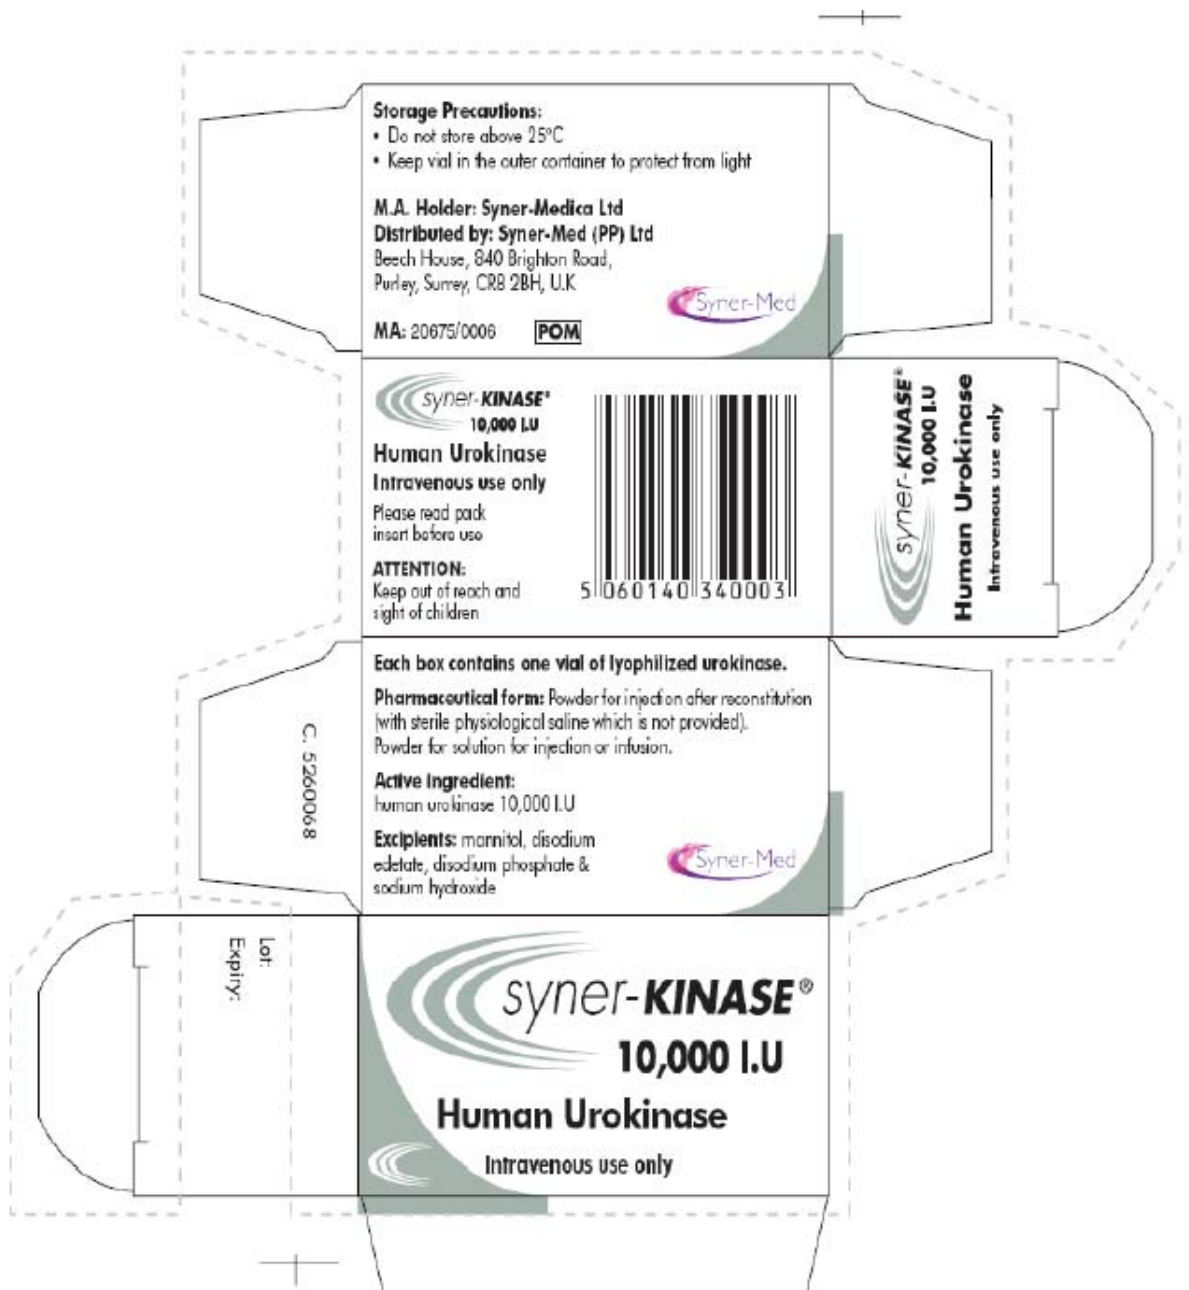 Storage Precautions:
• Do not store above 25°C
• Keep vial in the outer container to protect from light
M.A. Holder: Syner-Medica Ltd
Distributed by: Syner-Med (PP) Ltd
Beech House, 840 Brighton Road,
Purley, Surrey, CR8 2BH, U.K
Syner-Med
MA: 20675/0006 POM
syner-KINASE®
10,000 I.U
Human Urokinase
Intravenous use only
Please read pack
insert before use
ATTENTION:
Keep out of reach and
sight of children
5 060140 340003
syner-KINASE®
10,000 I.U
Human Urokinase
Intravenous use only
Each box contains one vial of lyophilized urokinase.
Pharmaceutical form: Powder for injection after reconstitution
(with sterile physiological saline which is not provided).
Powder for solution for injection or infusion.
Active ingredient:
human urokinase 10,000 I.U
Excipients: mannitol, disodium
edetate, disodium phosphate &
sodium hydroxide
Syner-Med
C. 5260068
Lot:
Expiry:
syner-KINASE®
10,000 I.U
Human Urokinase
Intravenous use only